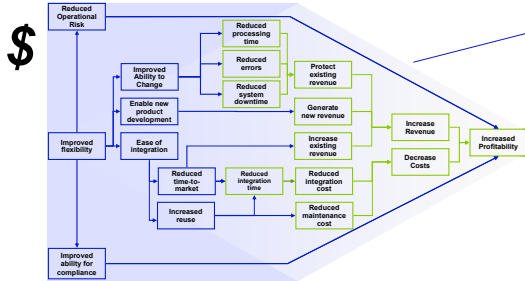 $
Reduced
Operational
Risk
Reduced
processing
time
Improved
Ability to
Change
Reduced
errors
Protect
existing
revenue
Reduced
system
downtime
Enable new
product
development
Generate
new revenue
Increase
Revenue
Improved
flexibility
Ease of
integration
Increase
existing
revenue
Increased
Profitability
Decrease
Costs
Reduced
time-to-
market
Reduced
integration
time
Reduced
integration
cost
Increased
reuse
Reduced
maintenance
cost
Improved
ability for
compliance